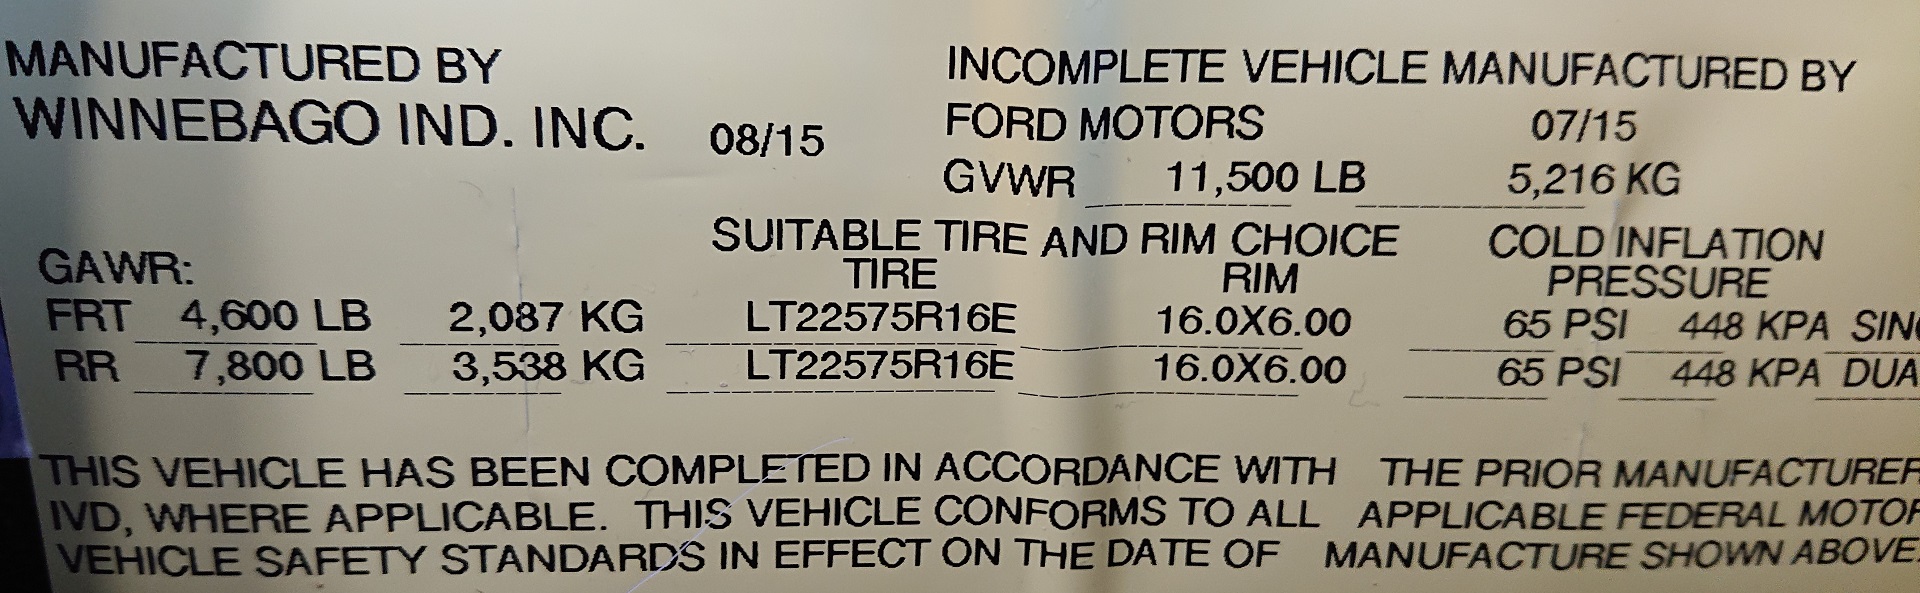 MANUFACTURED BY
WINNEBAGO IND. INC. 08/15
INCOMPLETE VEHICLE MANUFACTURED BY
FORD MOTORS 07/15
GVWR 11,500 LB 5,216 KG
SUITABLE TIRE AND RIM CHOICE COLD INFLATION
GAWR: TIRE RIM PRESSURE
FRT 4,600 LB 2,087 KG LT22575R16E 16.0X6.00 65 PSI 448 KPA
RR 7,800 LB 3,538 KG LT22575R16E 16.0X6.00 65 PSI 448 KPA
THIS VEHICLE HAS BEEN COMPLETED IN ACCORDANCE WITH THE PRIOR MANUFACTURER
IVD, WHERE APPLICABLE. THIS VEHICLE CONFORMS TO ALL APPLICABLE FEDERAL MOTOR
VEHICLE SAFETY STANDARDS IN EFFECT ON THE DATE OF MANUFACTURE SHOWN ABOVE.